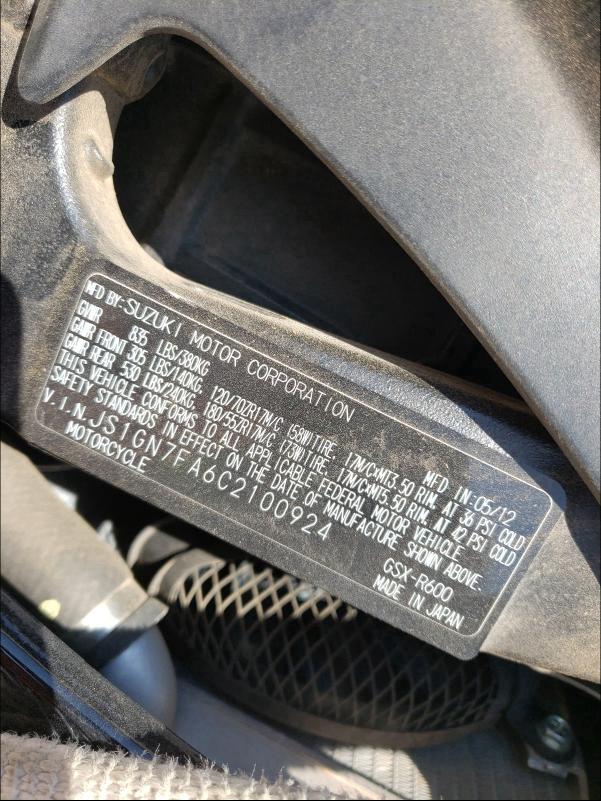 MFD BY:SUZUKI MOTOR CORPORATION MFD IN:05/12
GVWR 835 LBS/380KG
GAWR FRONT 305 LBS/140KG, 120/70ZR17M/C (58W)TIRE, 17M/CxMT3.50 RIM, AT 36 PSI COLD
GAWR REAR 530 LBS/240KG, 180/55ZR17M/C (73W)TIRE, 17M/CxMT5.50 RIM, AT 42 PSI COLD
THIS VEHICLE CONFORMS TO ALL APPLICABLE FEDERAL MOTOR VEHICLE
SAFETY STANDARDS IN EFFECT ON THE DATE OF MANUFACTURE SHOWN ABOVE.
V.I.N.JS1GN7FA6C2100924 GSX-R600
MOTORCYCLE MADE IN JAPAN